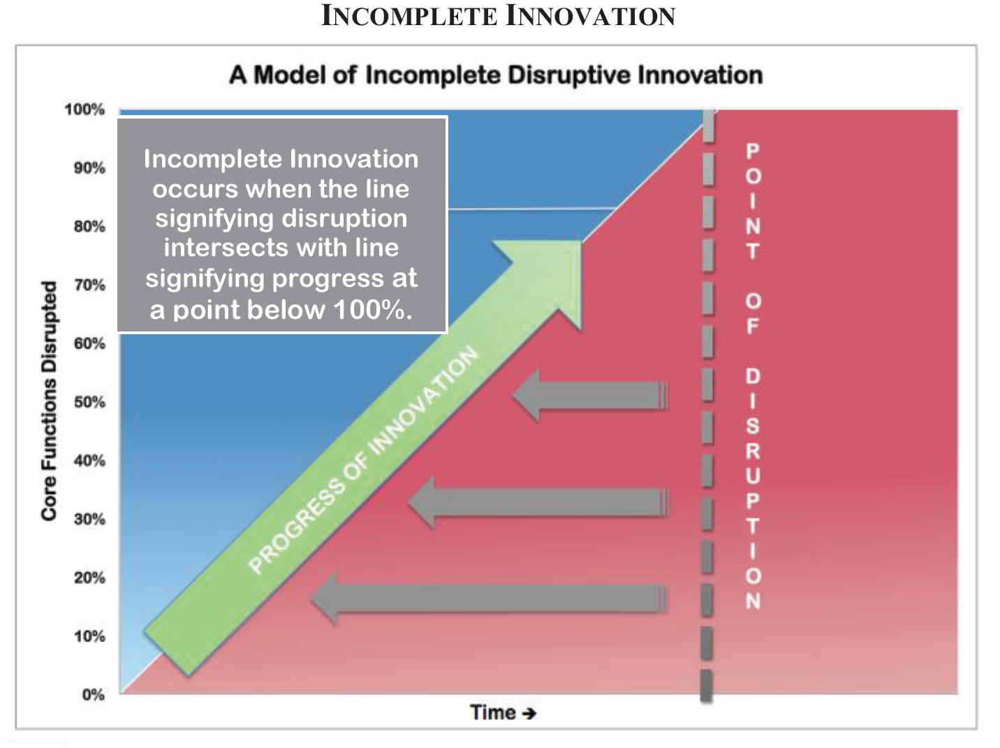 INCOMPLETE INNOVATION
A Model of Incomplete Disruptive Innovation
100%
90%
80%
70%
60%
50%
40%
30%
20%
10%
0%
Core Functions Disrupted
Incomplete Innovation
occurs when the line
signifying disruption
intersects with line
signifying progress at
a point below 100%.
PROGRESS OF INNOVATION
POINT OF DISRUPTION
Time →